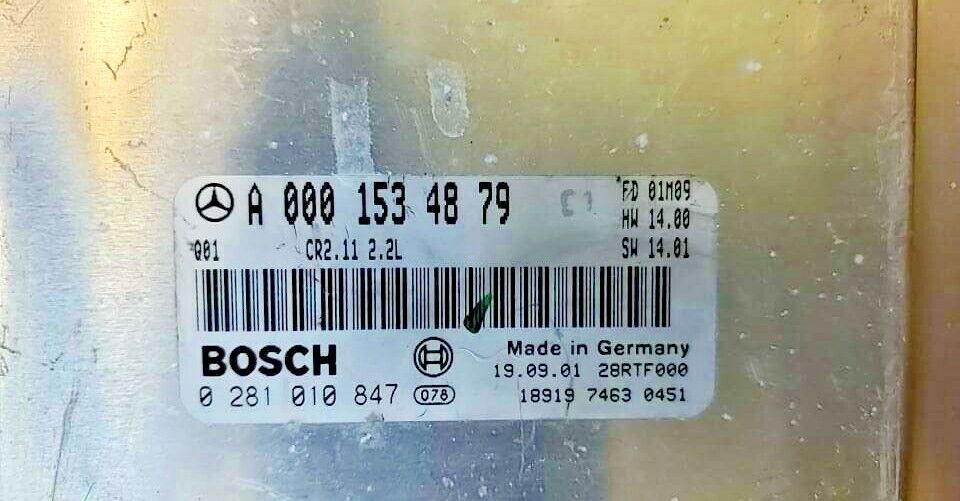 A 000 153 48 79 FD 01M09
HW 14.00
Q01 CR2.11 2.2L SW 14.01
BOSCH Made in Germany
19.09.01 28RTF000
0 281 010 847 078 18919 7463 0451